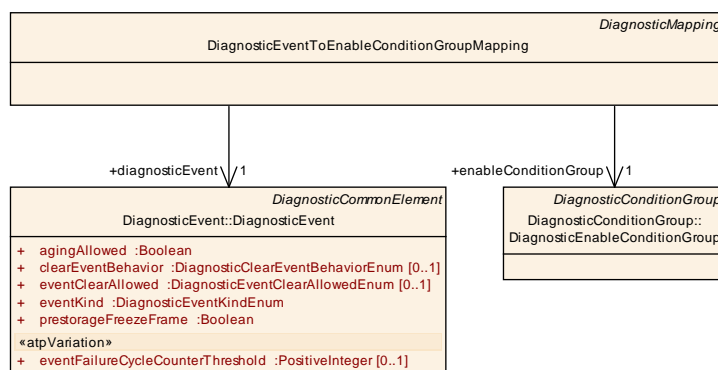 DiagnosticMapping
DiagnosticEventToEnableConditionGroupMapping
+diagnosticEvent 1
+enableConditionGroup 1
DiagnosticCommonElement
DiagnosticEvent::DiagnosticEvent
+ agingAllowed :Boolean
+ clearEventBehavior :DiagnosticClearEventBehaviorEnum [0..1]
+ eventClearAllowed :DiagnosticEventClearAllowedEnum [0..1]
+ eventKind :DiagnosticEventKindEnum
+ prestorageFreezeFrame :Boolean
«atpVariation»
+ eventFailureCycleCounterThreshold :PositiveInteger [0..1]
DiagnosticConditionGroup
DiagnosticConditionGroup::
DiagnosticEnableConditionGroup